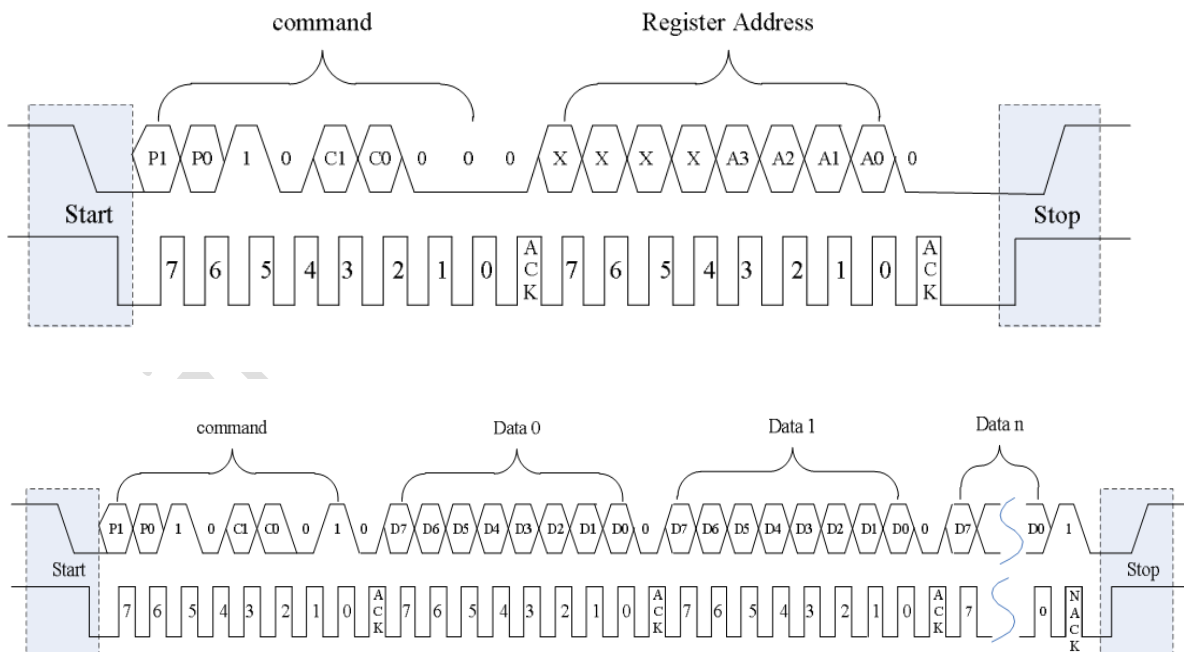 command Register Address
P1 P0 1 0 C1 C0 0 0 0 X X X X A3 A2 A1 A0 0
Start Stop
7 6 5 4 3 2 1 0 ACK 7 6 5 4 3 2 1 0 ACK
command Data 0 Data 1 Data n
P1 P0 1 0 C1 C0 0 1 0 D7 D6 D5 D4 D3 D2 D1 D0 0 D7 D6 D5 D4 D3 D2 D1 D0 0 D7 D0 1
Start Stop
7 6 5 4 3 2 1 0 ACK 7 6 5 4 3 2 1 0 ACK 7 6 5 4 3 2 1 0 ACK 7 0 NACK